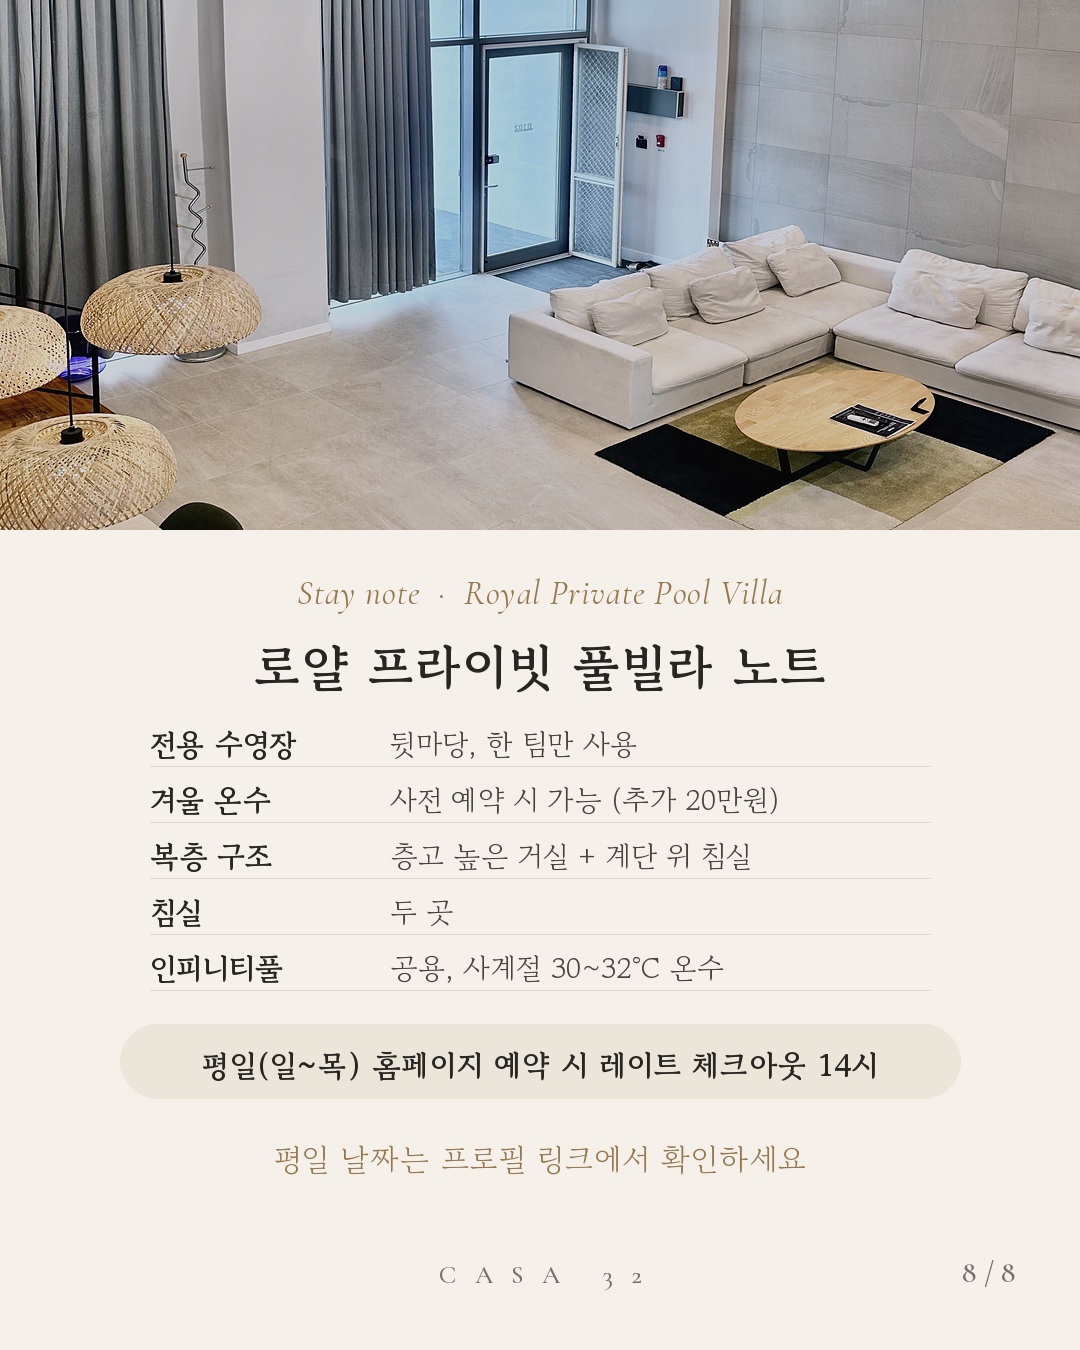 Stay note · Royal Private Pool Villa
로얄 프라이빗 풀빌라 노트
전용 수영장 뒷마당, 한 팀만 사용
겨울 온수 사전 예약 시 가능 (추가 20만원)
복층 구조 층고 높은 거실 + 계단 위 침실
침실 두 곳
인피니티풀 공용, 사계절 30~32°C 온수
평일(일~목) 홈페이지 예약 시 레이트 체크아웃 14시
평일 날짜는 프로필 링크에서 확인하세요
CASA 32
8/8